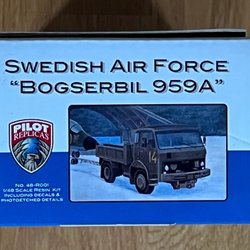 SWEDISH AIR FORCE
"BOGSERBIL 959A"
PILOT
REPLICAS
No. 48-R001
1/48 SCALE RESIN KIT
INCLUDING DECALS &
PHOTOETCHED DETAILS
14